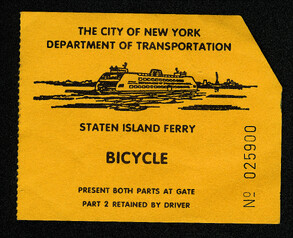 THE CITY OF NEW YORK
DEPARTMENT OF TRANSPORTATION
STATEN ISLAND FERRY
BICYCLE
PRESENT BOTH PARTS AT GATE
PART 2 RETAINED BY DRIVER
Nº 025900